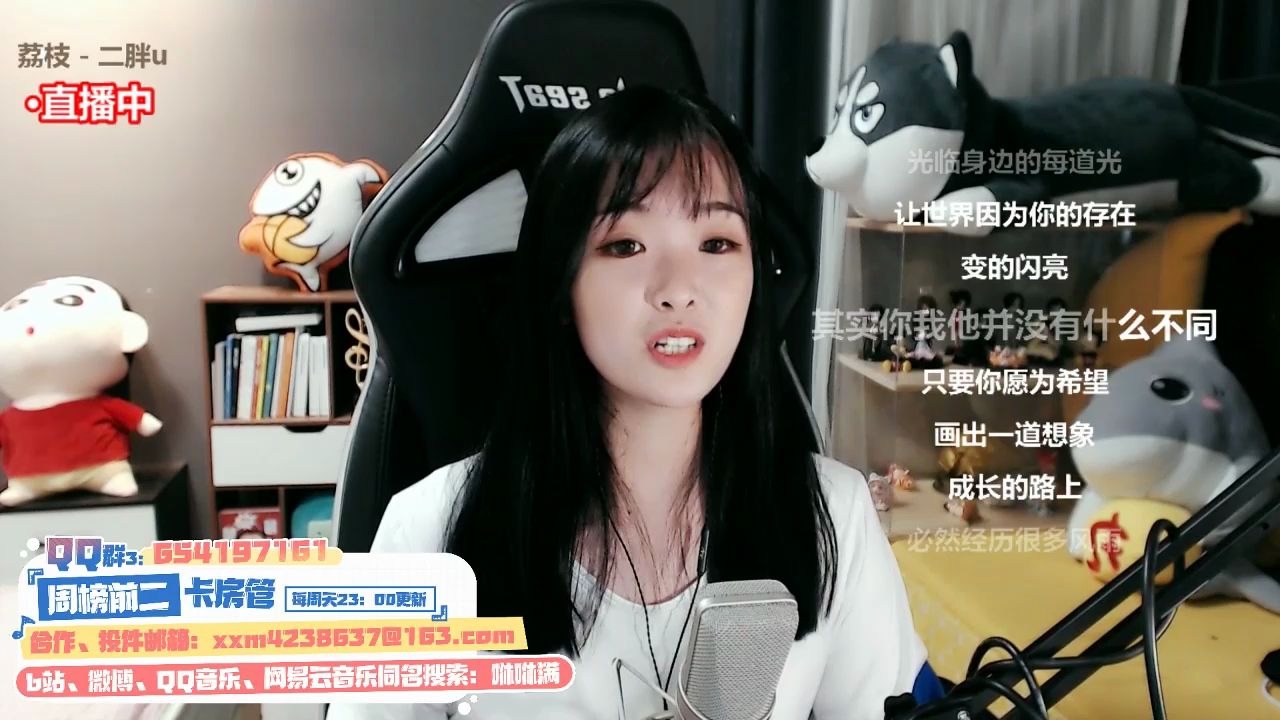 荔枝 - 二胖u
•直播中
Ta9s s
光临身边的每道光
让世界因为你的存在
变的闪亮
其实你我他并没有什么不同
只要你愿为希望
画出一道想象
成长的路上
必然经历很多风雨
QQ群3: 654197161
周榜前二 卡房管 每周天23：00更新
合作、投件邮箱：xxm4238637@163.com
b站、微博、QQ音乐、网易云音乐同名搜索：咻咻满